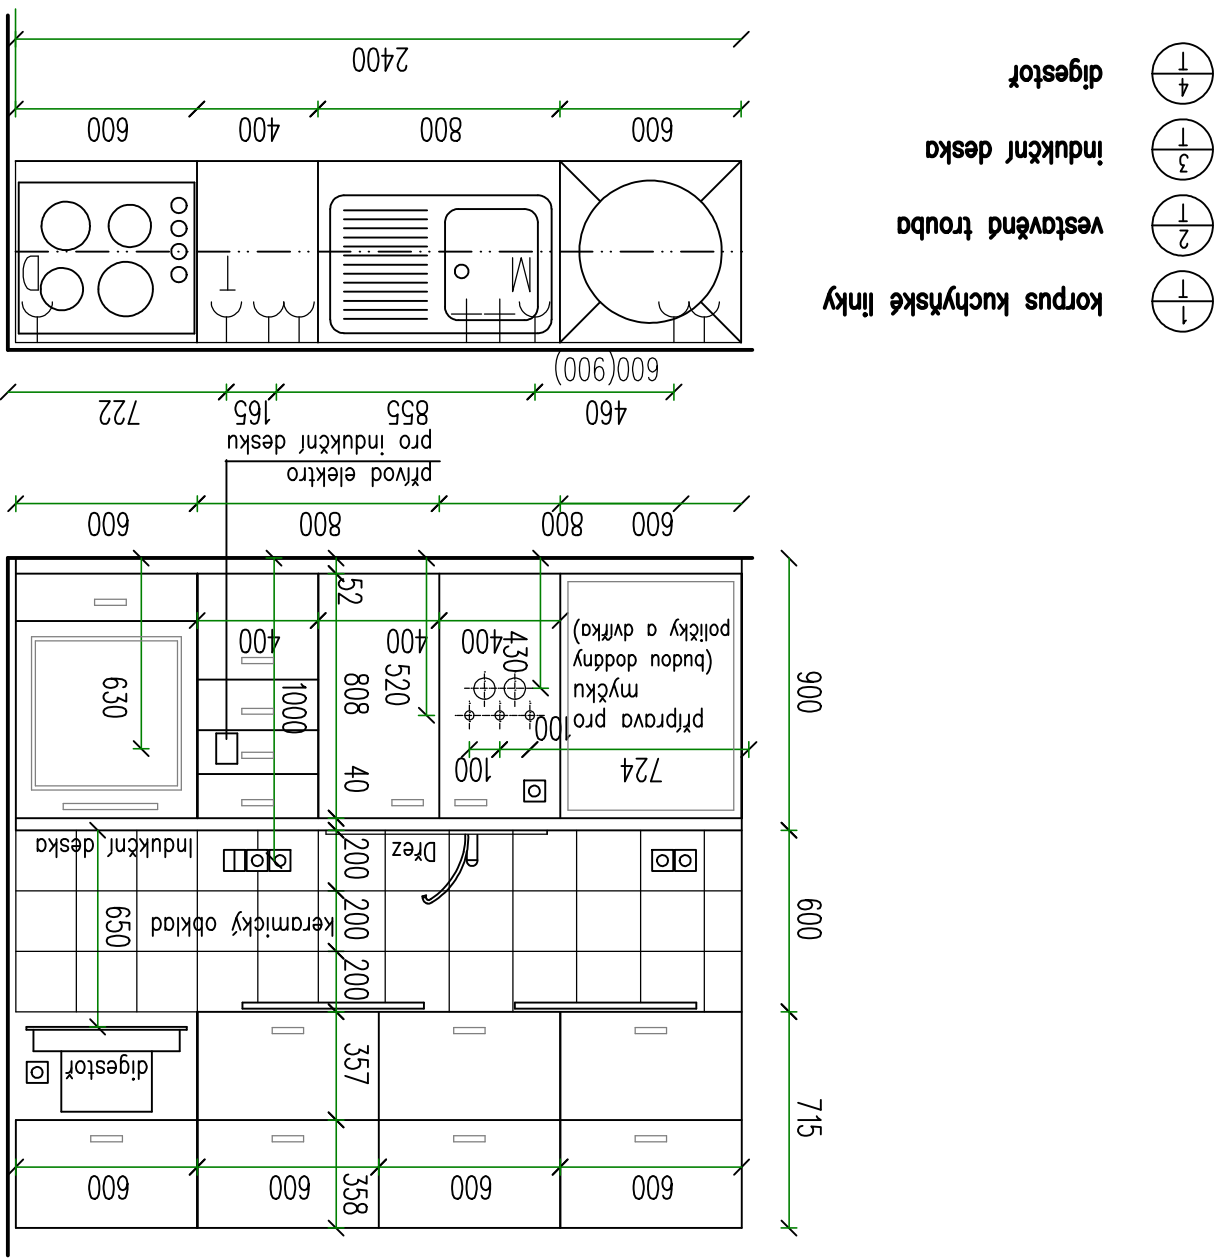 600
600
358
600
600
715
357
digestoř
200
600
200
keramický obklad
650
200
Dřez
Indukční deska
724
100
40
100
příprava pro
myčku
(budou dodány
poličky a dvířka)
900
430
520
808
1000
630
400
400
400
52
600
800
800
600
přívod elektro
pro indukční desku
460
855
165
722
600(900)
1
T
korpus kuchyňské linky
2
T
vestavěná trouba
3
T
indukční deska
4
T
digestoř
M
T
D
600
800
400
600
2400